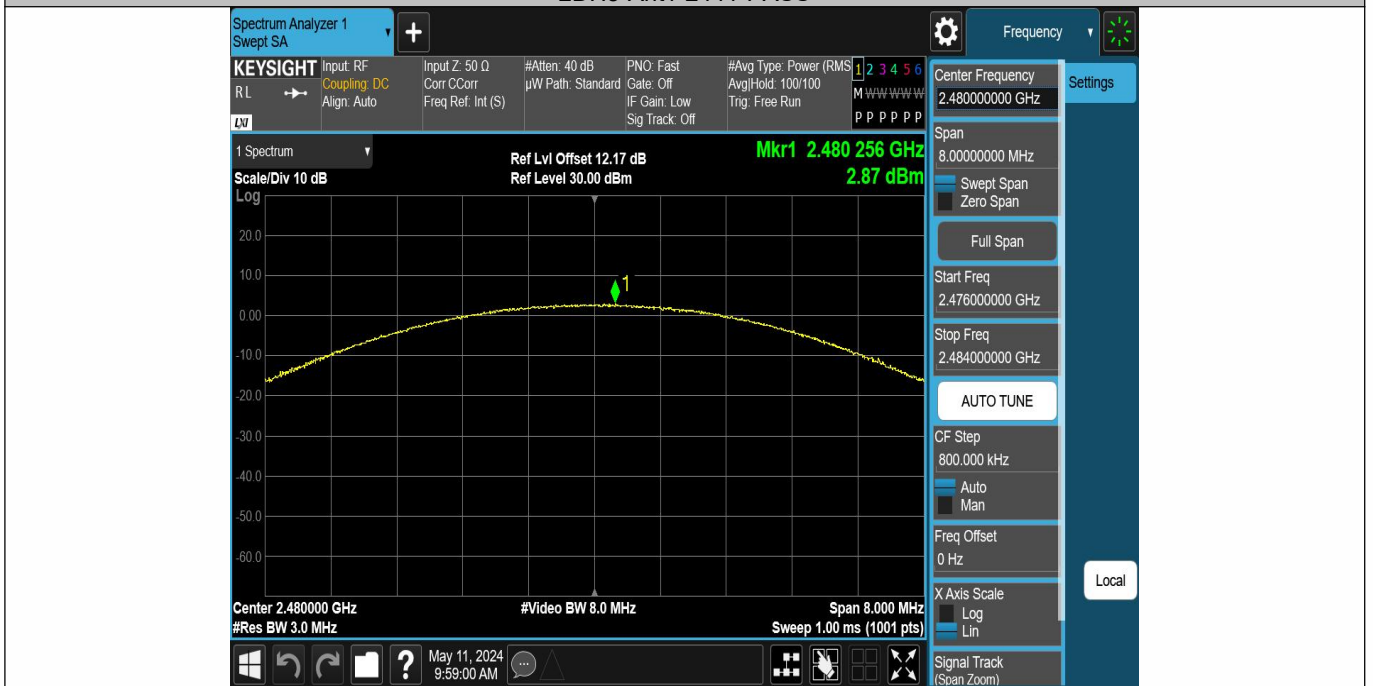 Spectrum Analyzer 1
Swept SA
Frequency
KEYSIGHT
RL
LXI
Input: RF
Coupling: DC
Align: Auto
Input Z: 50 Ω
Corr CCorr
Freq Ref: Int (S)
#Atten: 40 dB
µW Path: Standard
PNO: Fast
Gate: Off
IF Gain: Low
Sig Track: Off
#Avg Type: Power (RMS
Avg|Hold: 100/100
Trig: Free Run
1 2 3 4 5 6
M W W W W W
P P P P P P
1 Spectrum
Scale/Div 10 dB
Ref Lvl Offset 12.17 dB
Ref Level 30.00 dBm
Mkr1 2.480 256 GHz
2.87 dBm
Log
20.0
10.0
0.00
-10.0
-20.0
-30.0
-40.0
-50.0
-60.0
1
Center 2.480000 GHz
#Res BW 3.0 MHz
#Video BW 8.0 MHz
Span 8.000 MHz
Sweep 1.00 ms (1001 pts)
Center Frequency
2.480000000 GHz
Span
8.00000000 MHz
Swept Span
Zero Span
Full Span
Start Freq
2.476000000 GHz
Stop Freq
2.484000000 GHz
AUTO TUNE
CF Step
800.000 kHz
Auto
Man
Freq Offset
0 Hz
X Axis Scale
Log
Lin
Signal Track
(Span Zoom)
Settings
Local
?
May 11, 2024
9:59:00 AM